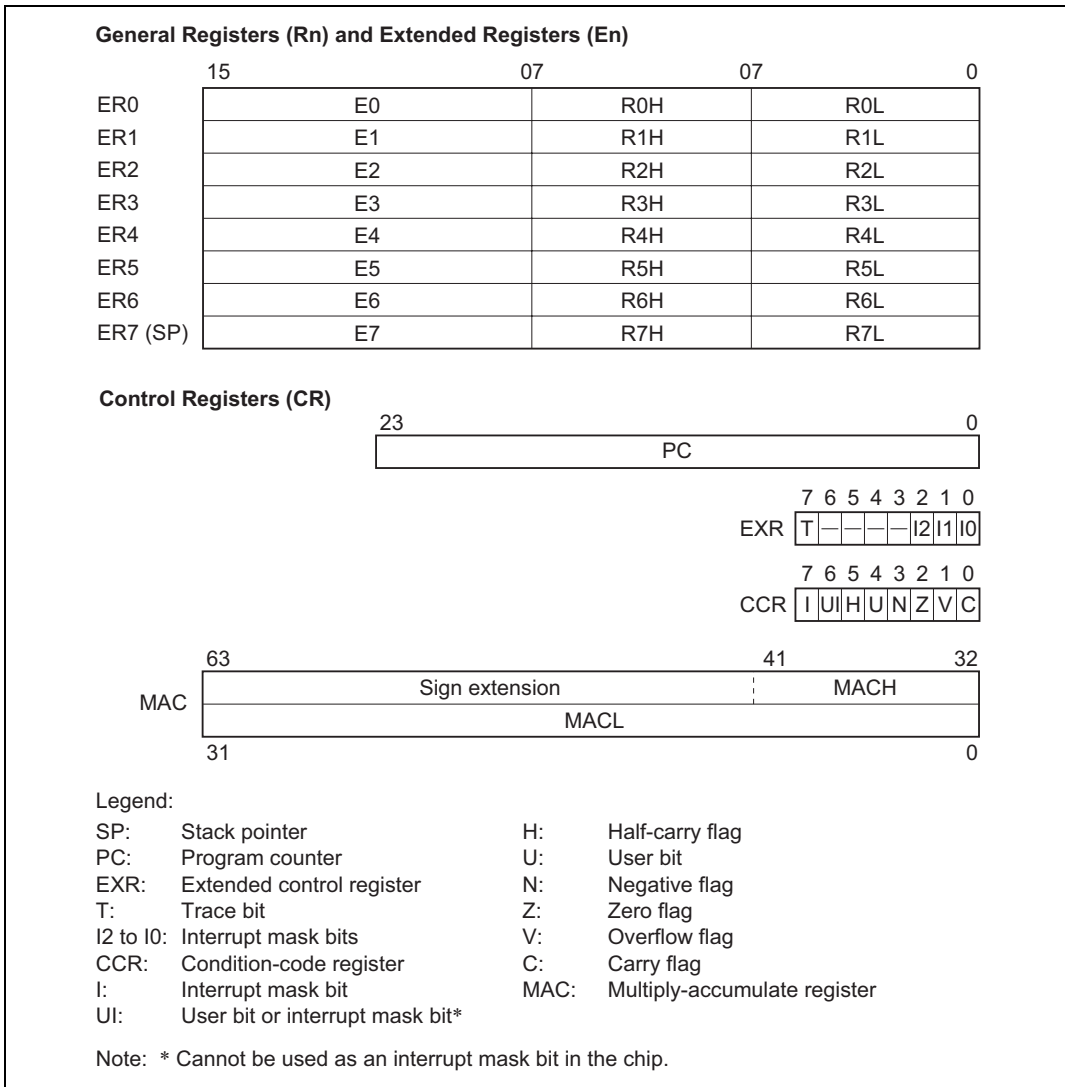 General Registers (Rn) and Extended Registers (En)
15 07 07 0
ER0 E0 R0H R0L
ER1 E1 R1H R1L
ER2 E2 R2H R2L
ER3 E3 R3H R3L
ER4 E4 R4H R4L
ER5 E5 R5H R5L
ER6 E6 R6H R6L
ER7 (SP) E7 R7H R7L
Control Registers (CR)
23 0
PC
7 6 5 4 3 2 1 0
EXR T — — — — I2 I1 I0
7 6 5 4 3 2 1 0
CCR I UI H U N Z V C
63 41 32
MAC Sign extension MACH
MACL
31 0
Legend:
SP: Stack pointer H: Half-carry flag
PC: Program counter U: User bit
EXR: Extended control register N: Negative flag
T: Trace bit Z: Zero flag
I2 to I0: Interrupt mask bits V: Overflow flag
CCR: Condition-code register C: Carry flag
I: Interrupt mask bit MAC: Multiply-accumulate register
UI: User bit or interrupt mask bit*
Note: * Cannot be used as an interrupt mask bit in the chip.